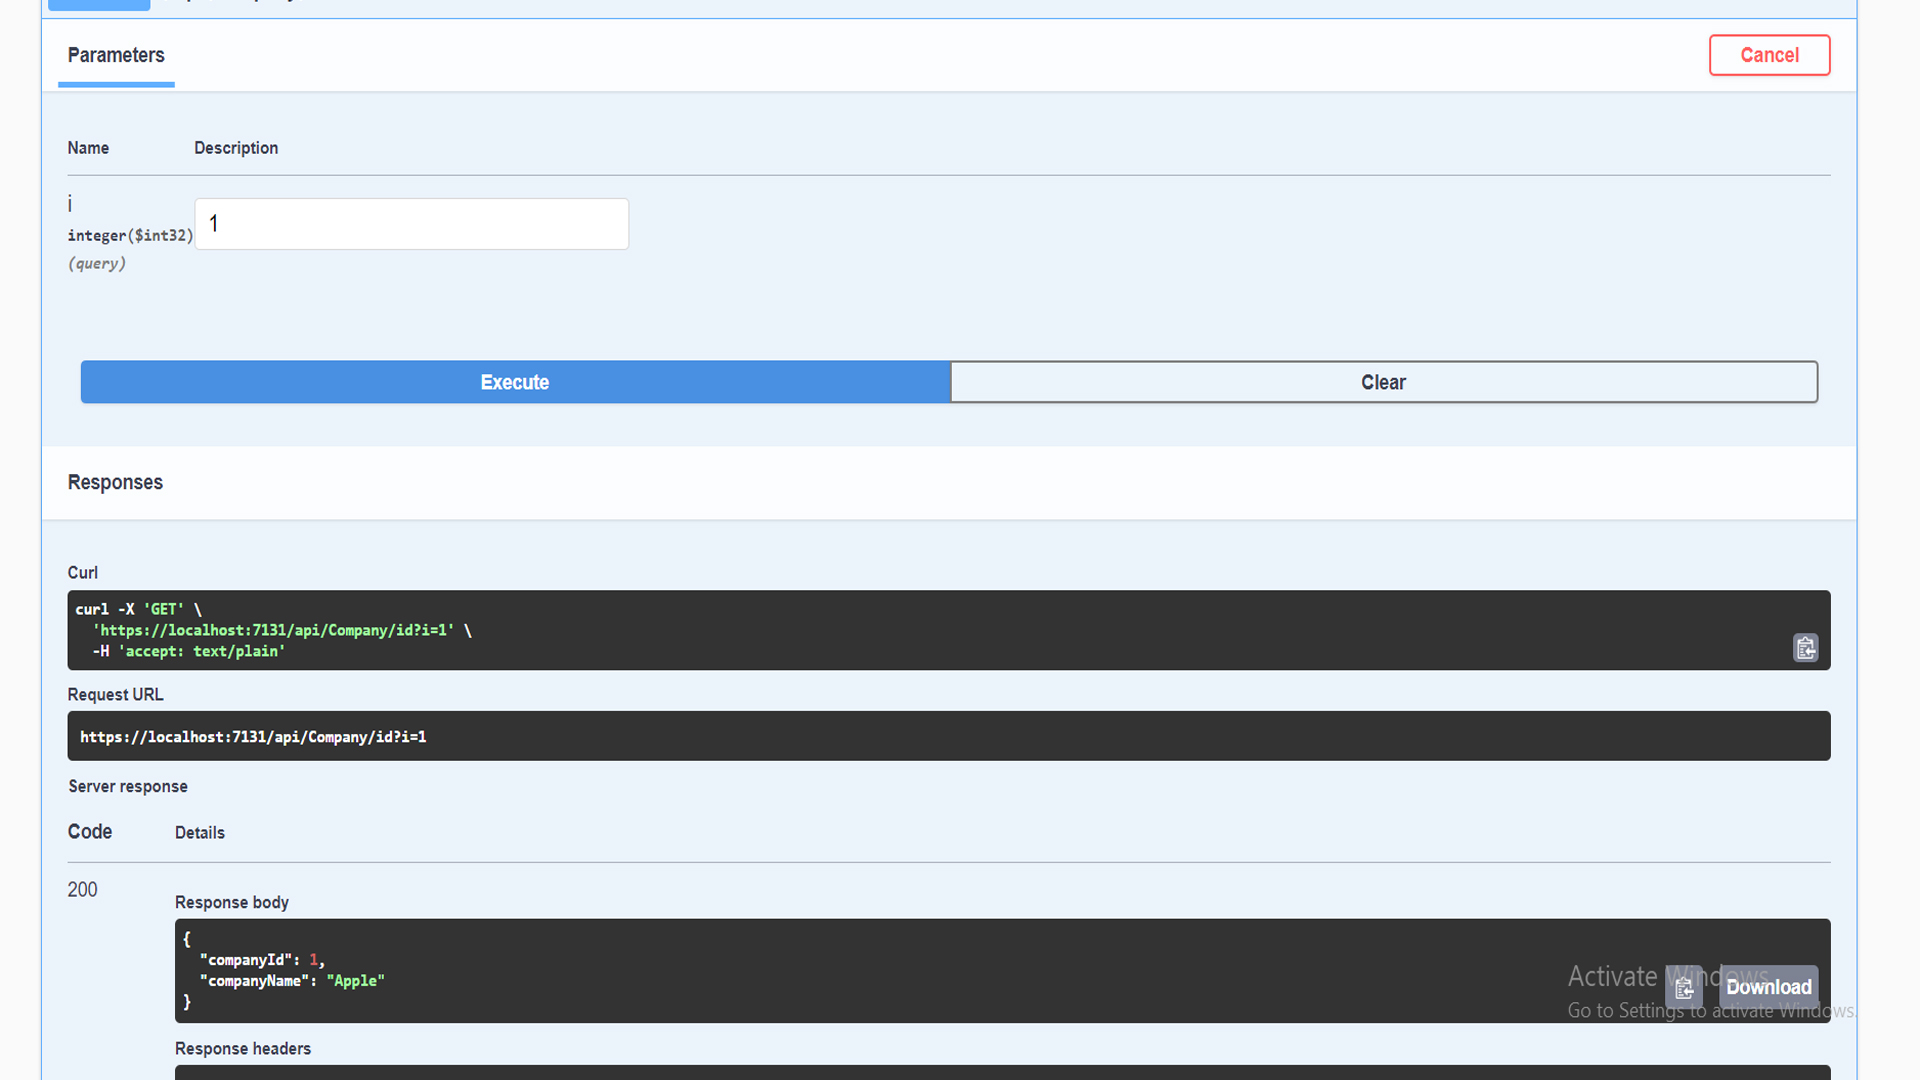 Parameters
Cancel
Name Description
i
integer($int32)
(query)
1
Execute
Clear
Responses
Curl
curl -X 'GET' \
'https://localhost:7131/api/Company/id?i=1' \
-H 'accept: text/plain'
Request URL
https://localhost:7131/api/Company/id?i=1
Server response
Code Details
200
Response body
{
"companyId": 1,
"companyName": "Apple"
}
Download
Activate Windows
Go to Settings to activate Windows.
Response headers